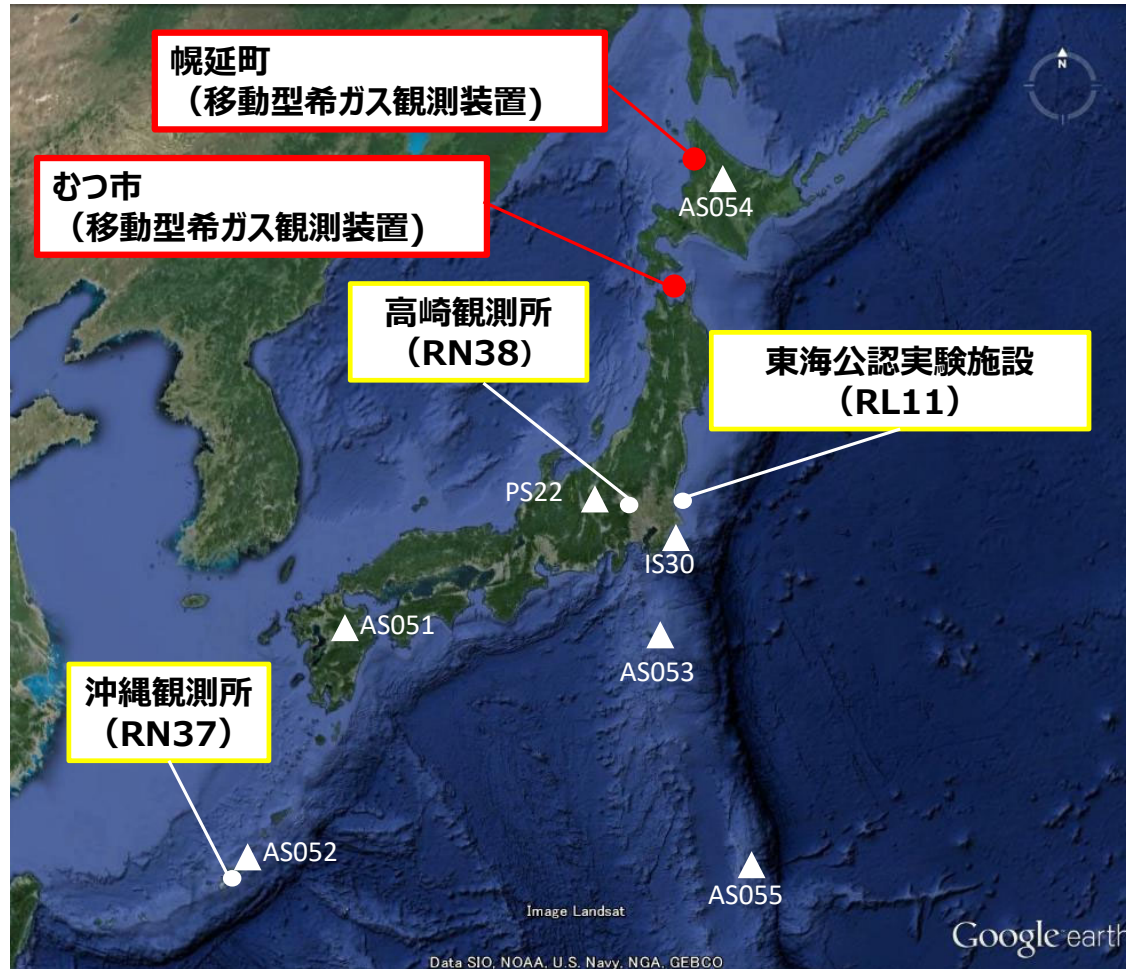 幌延町
（移動型希ガス観測装置)
N
むつ市
（移動型希ガス観測装置)
AS054
高崎観測所
（RN38）
東海公認実験施設
（RL11）
PS22
IS30
AS051
AS053
沖縄観測所
（RN37）
AS052
AS055
Image Landsat
Google earth
Data SIO, NOAA, U.S. Navy, NGA, GEBCO